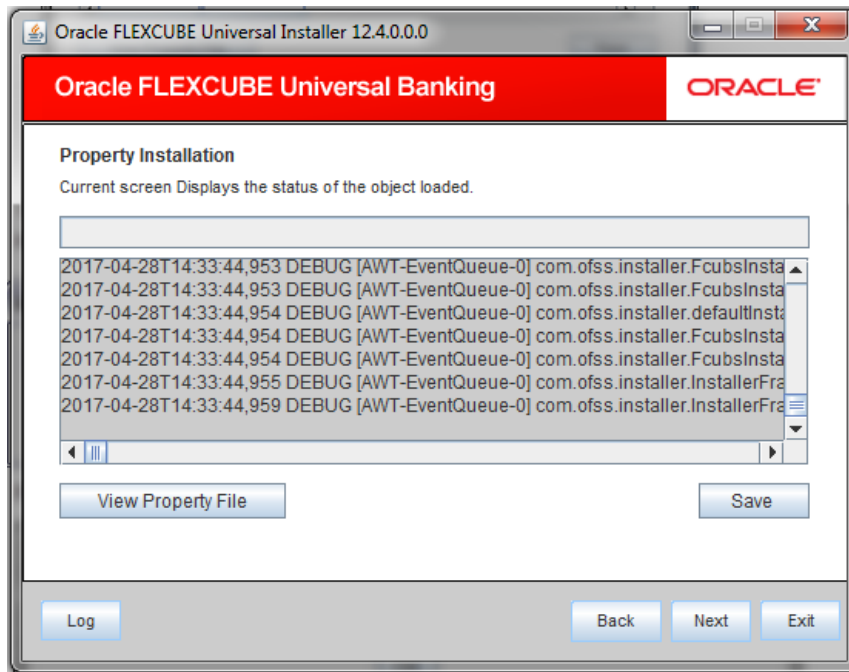 Oracle FLEXCUBE Universal Installer 12.4.0.0.0
Oracle FLEXCUBE Universal Banking
ORACLE
Property Installation
Current screen Displays the status of the object loaded.
2017-04-28T14:33:44,953 DEBUG [AWT-EventQueue-0] com.ofss.installer.FcubsInsta
2017-04-28T14:33:44,953 DEBUG [AWT-EventQueue-0] com.ofss.installer.FcubsInsta
2017-04-28T14:33:44,954 DEBUG [AWT-EventQueue-0] com.ofss.installer.defaultInsta
2017-04-28T14:33:44,954 DEBUG [AWT-EventQueue-0] com.ofss.installer.FcubsInsta
2017-04-28T14:33:44,954 DEBUG [AWT-EventQueue-0] com.ofss.installer.FcubsInsta
2017-04-28T14:33:44,955 DEBUG [AWT-EventQueue-0] com.ofss.installer.InstallerFra
2017-04-28T14:33:44,959 DEBUG [AWT-EventQueue-0] com.ofss.installer.InstallerFra
View Property File
Save
Log
Back
Next
Exit